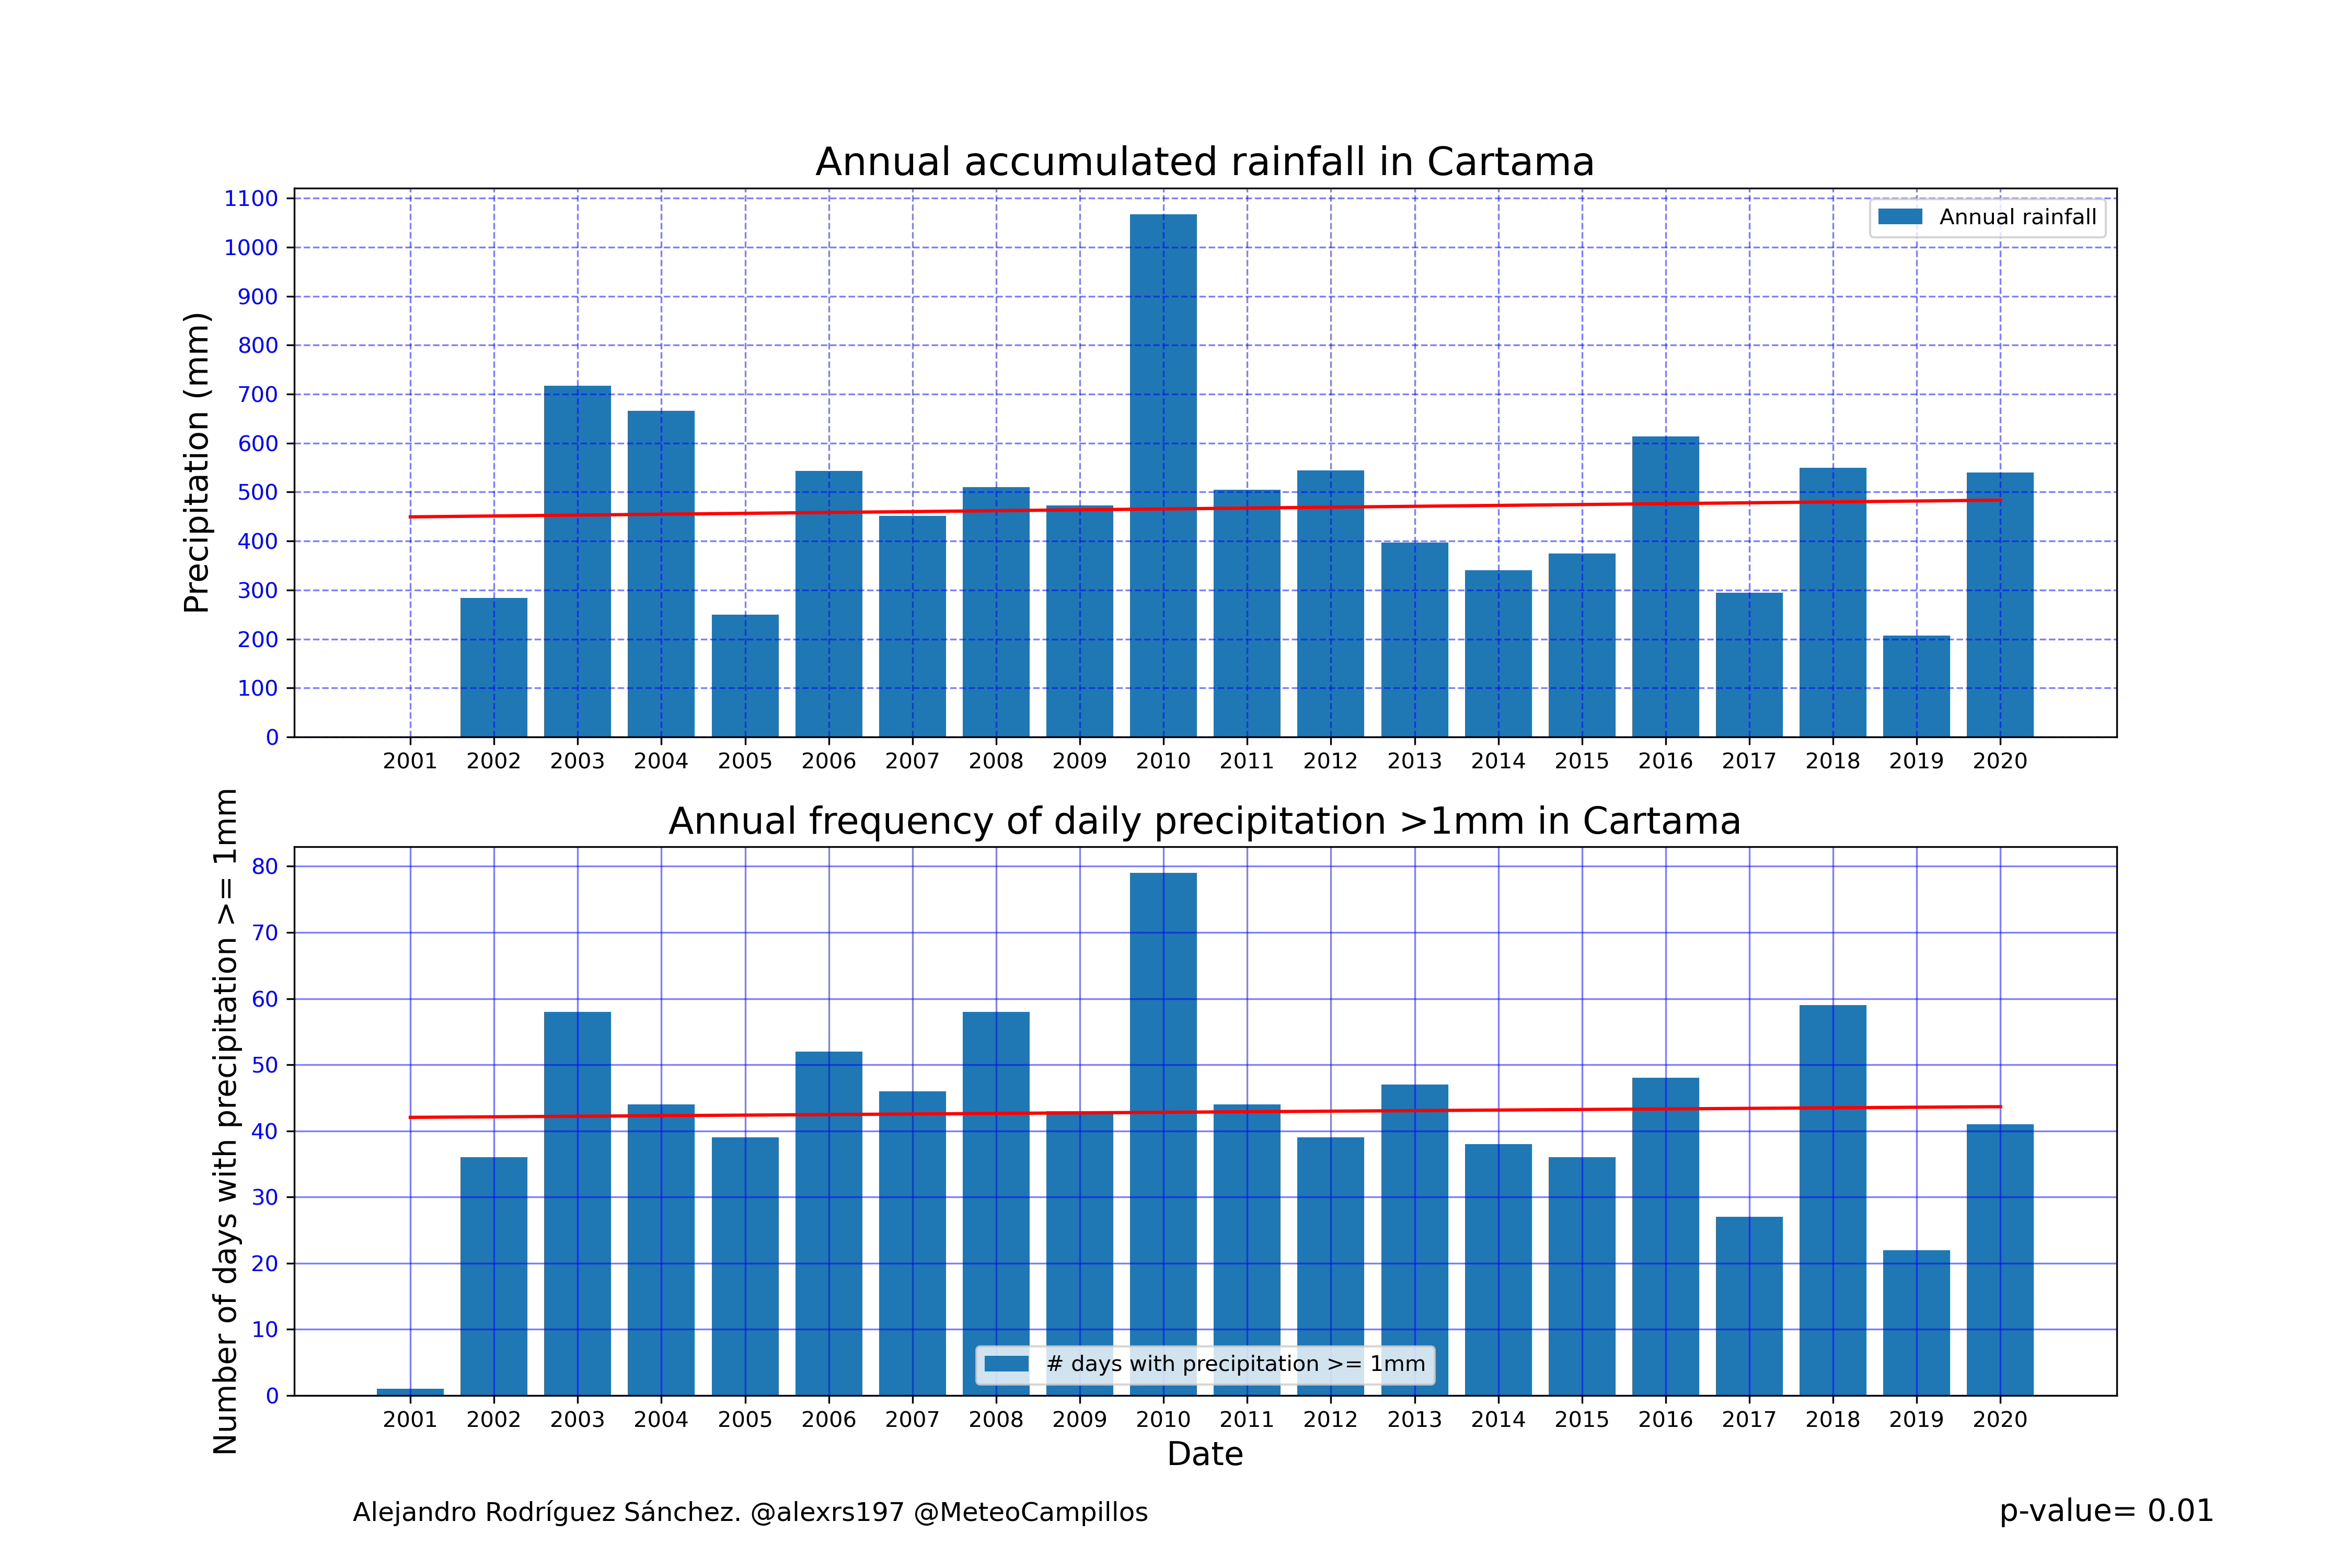 Annual accumulated rainfall in Cartama
Precipitation (mm)
1100
1000
900
800
700
600
500
400
300
200
100
0
Annual rainfall
2001 2002 2003 2004 2005 2006 2007 2008 2009 2010 2011 2012 2013 2014 2015 2016 2017 2018 2019 2020
Annual frequency of daily precipitation >1mm in Cartama
Number of days with precipitation >= 1mm
80
70
60
50
40
30
20
10
0
# days with precipitation >= 1mm
2001 2002 2003 2004 2005 2006 2007 2008 2009 2010 2011 2012 2013 2014 2015 2016 2017 2018 2019 2020
Date
Alejandro Rodríguez Sánchez. @alexrs197 @MeteoCampillos
p-value= 0.01